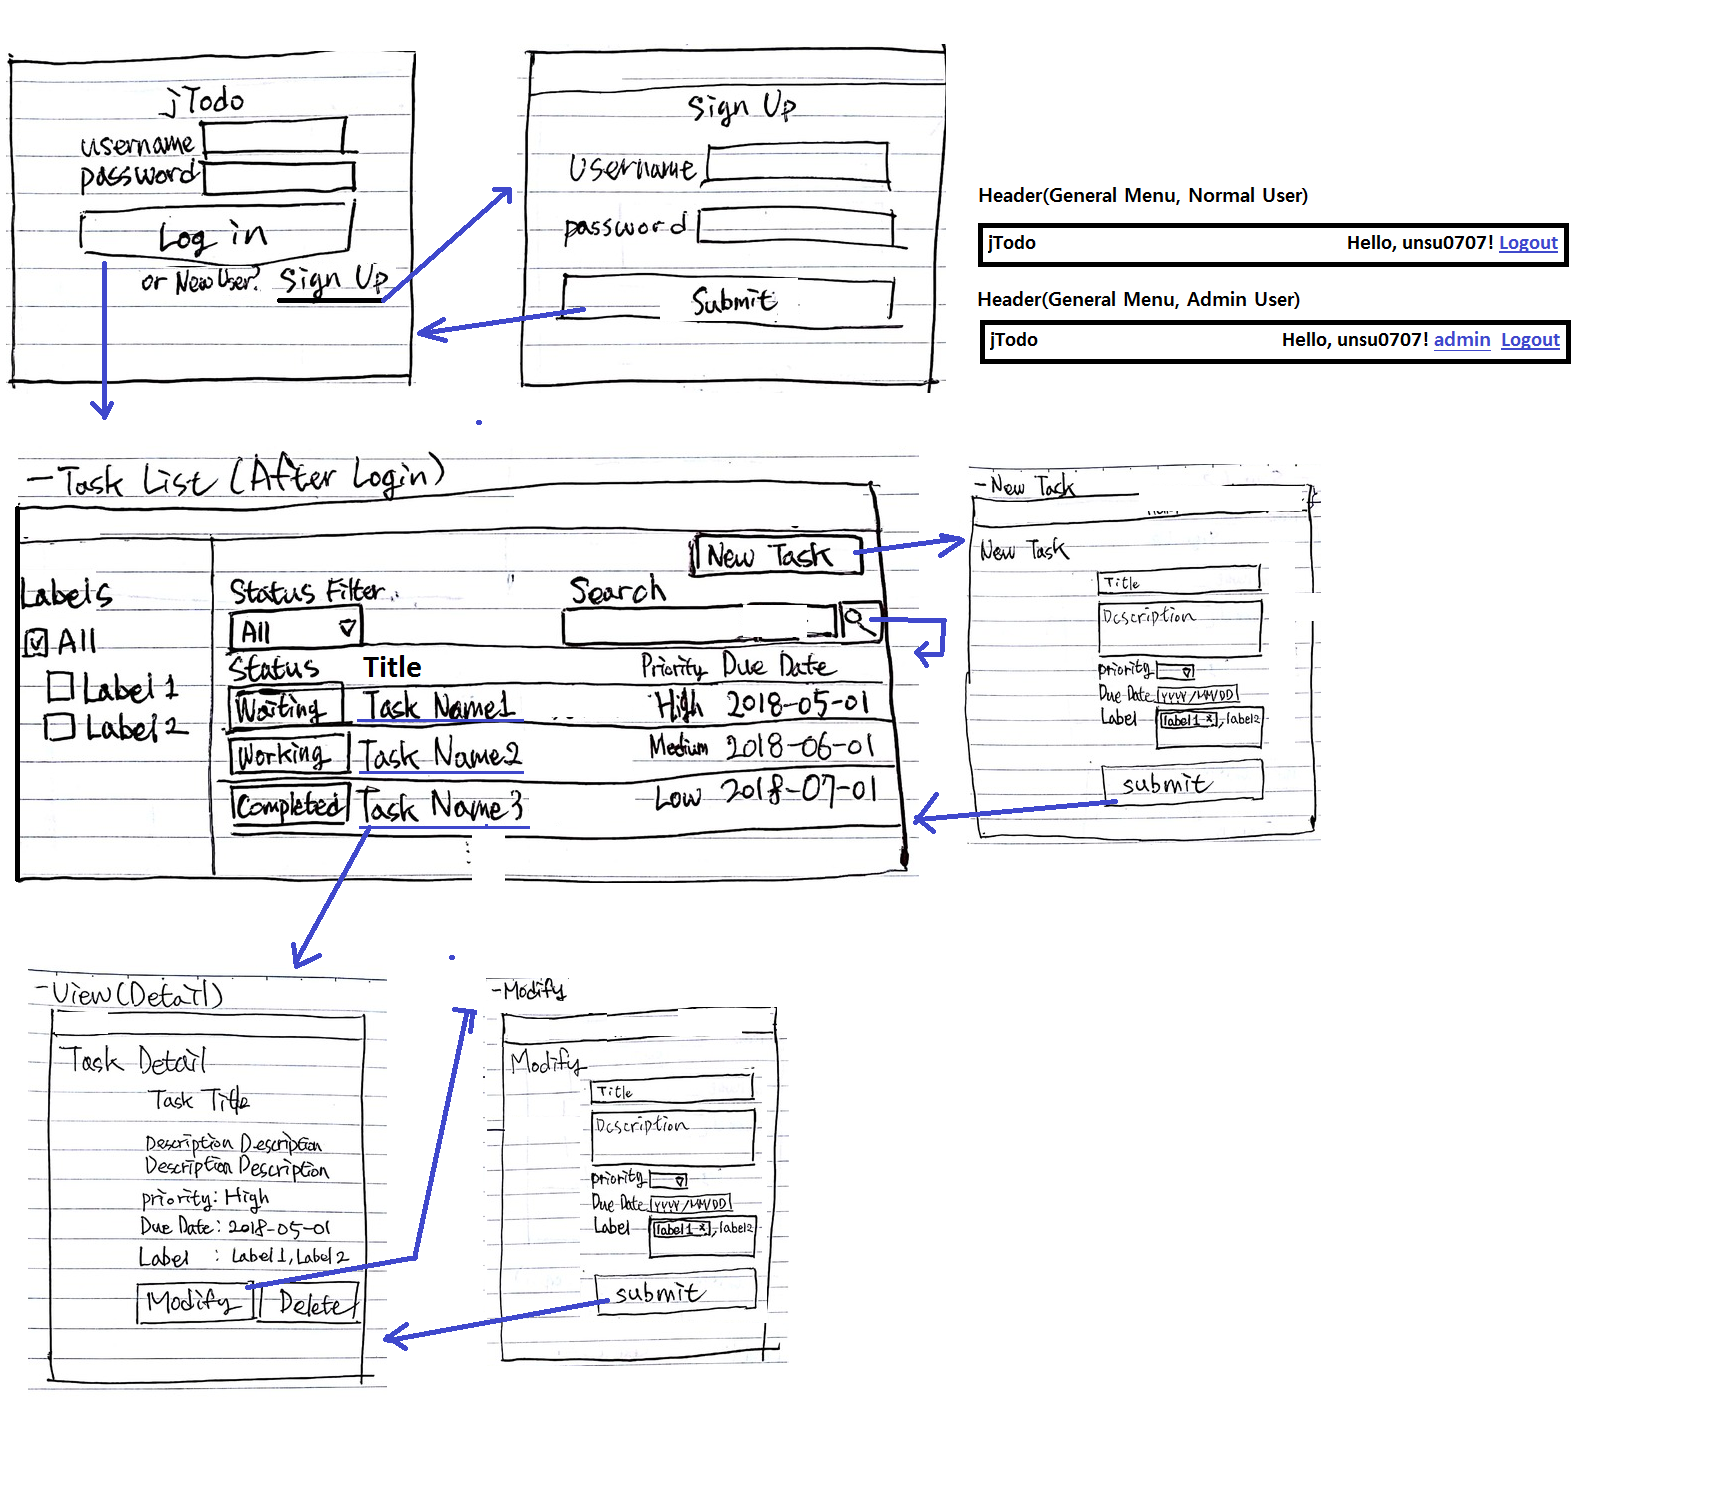 jTodo
username
password
Log in
or New User? Sign Up
Sign Up
Username
password
Submit
Header(General Menu, Normal User)
jTodo Hello, unsu0707! Logout
Header(General Menu, Admin User)
jTodo Hello, unsu0707! admin Logout
-Task List (After Login)
New Task
Labels
All
Label 1
Label 2
Status Filter
Search
All
Status Title Priority Due Date
Waiting Task Name1 High 2018-05-01
Working Task Name2 Medium 2018-06-01
Completed Task Name3 Low 2018-07-01
-New Task
New Task
Title
Description
priority
Due Date YYYY/MM/DD
Label label1 x, label2
submit
-View(Detail)
Task Detail
Task Title
Description Description
Description Description
priority: High
Due Date: 2018-05-01
Label : Label 1, Label 2
Modify Delete
-Modify
Modify
Title
Description
priority
Due Date YYYY/MM/DD
Label label1 x, label2
submit